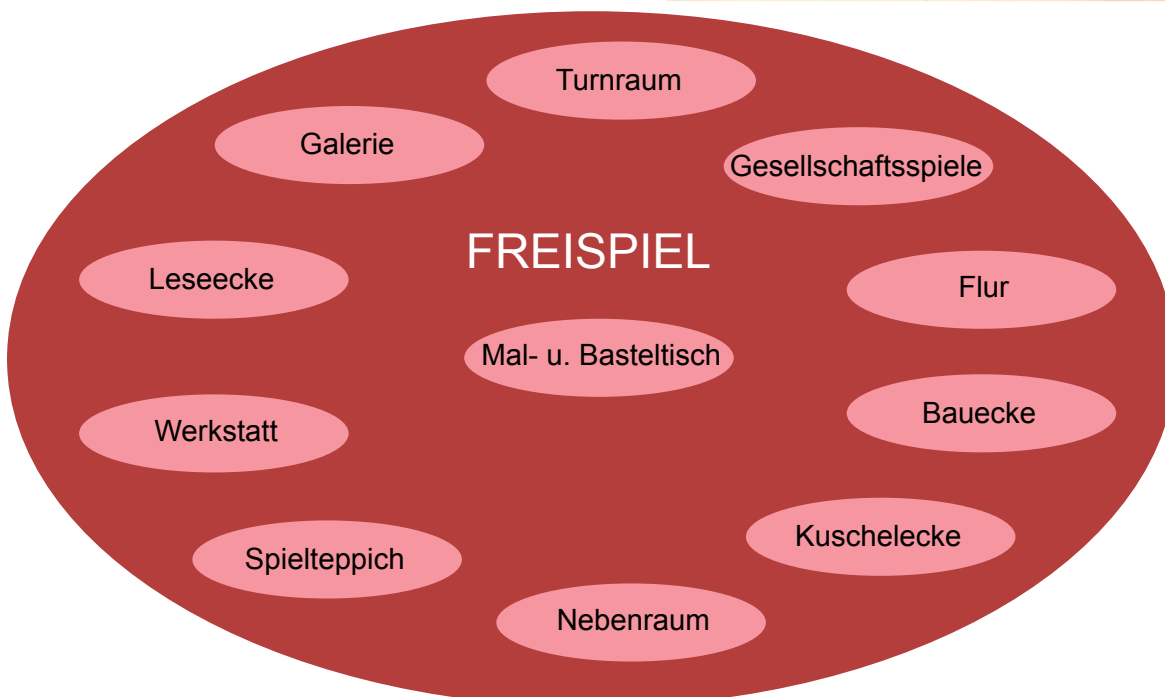 Turnraum
Galerie
Gesellschaftsspiele
FREISPIEL
Leseecke
Flur
Mal- u. Basteltisch
Bauecke
Werkstatt
Kuschelecke
Spielteppich
Nebenraum